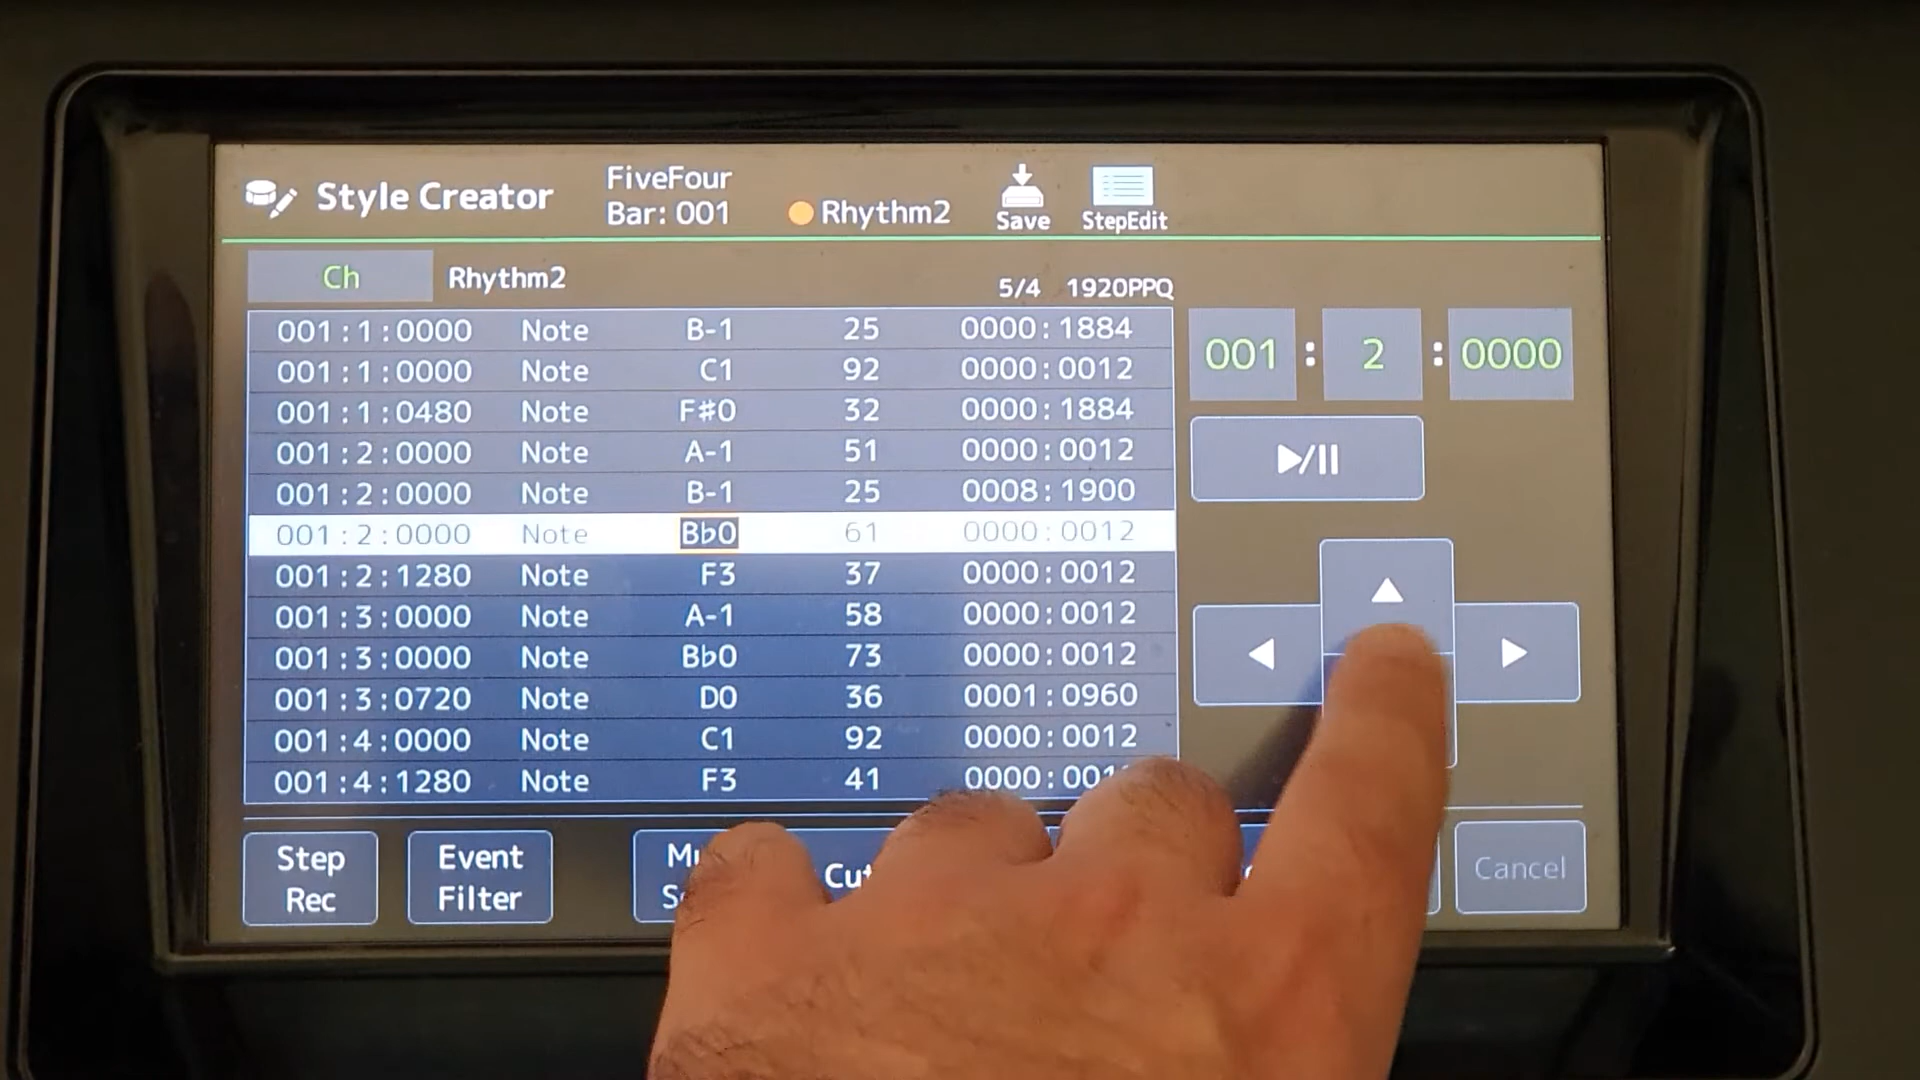 Style Creator
FiveFour
Bar: 001
Rhythm2
Save
StepEdit
Ch
Rhythm2
5/4 1920PPQ
001:1:0000 Note B-1 25 0000:1884
001:1:0000 Note C1 92 0000:0012
001:1:0480 Note F#0 32 0000:1884
001:2:0000 Note A-1 51 0000:0012
001:2:0000 Note B-1 25 0008:1900
001:2:0000 Note B♭0 61 0000:0012
001:2:1280 Note F3 37 0000:0012
001:3:0000 Note A-1 58 0000:0012
001:3:0000 Note B♭0 73 0000:0012
001:3:0720 Note D0 36 0001:0960
001:4:0000 Note C1 92 0000:0012
001:4:1280 Note F3 41
001 : 2 : 0000
▶/II
Step
Rec
Event
Filter
Cut
Cancel